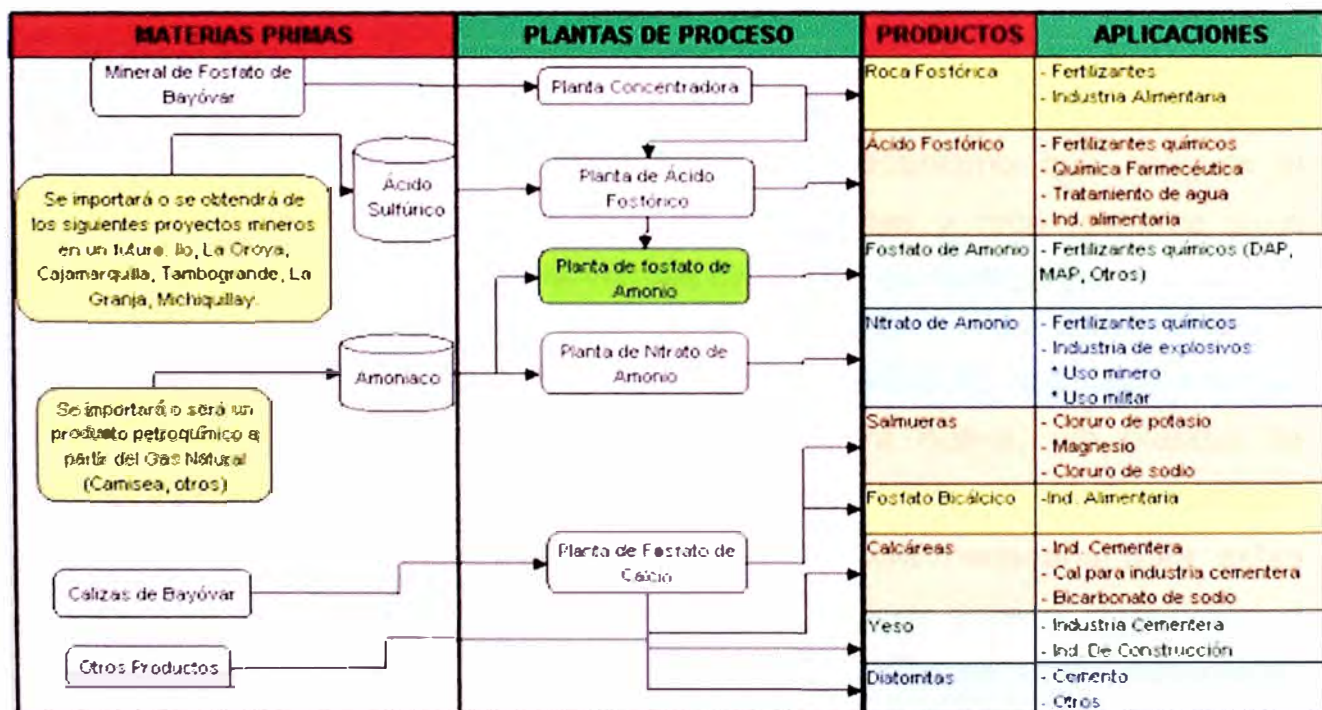 MATERIAS PRIMAS
PLANTAS DE PROCESO
PRODUCTOS
APLICACIONES
Mineral de Fosfato de
Bayóvar
Se importará o se obtendrá de
los siguientes proyectos mineros
en un futuro. Ilo, La Oroya,
Cajamarquilla, Tambogrande, La
Granja, Michiquillay.
Ácido
Sulfúrico
Amoniaco
Se importará o será un
producto petroquímico a
partir del Gas Natural
(Camisea, otros)
Calizas de Bayóvar
Otros Productos
Planta Concentradora
Planta de Ácido
Fosfórico
Planta de fosfato de
Amonio
Planta de Nitrato de
Amonio
Planta de Fosfato de
Calcio
Roca Fosfórica
- Fertilizantes
- Industria Alimentaria
Ácido Fosfórico
- Fertilizantes químicos
- Química Farmecéutica
- Tratamiento de agua
- Ind. alimentaria
Fosfato de Amonio
- Fertilizantes químicos (DAP,
MAP, Otros)
Nitrato de Amonio
- Fertilizantes químicos
- Industria de explosivos:
* Uso minero
* Uso militar
Salmueras
- Cloruro de potasio
- Magnesio
- Cloruro de sodio
Fosfato Bicálcico
-Ind. Alimentaria
Calcáreas
- Ind. Cementera
- Cal para industria cementera
- Bicarbonato de sodio
Yeso
- Industria Cementera
- Ind. De Construcción
Diatomitas
- Cemento
- Otros